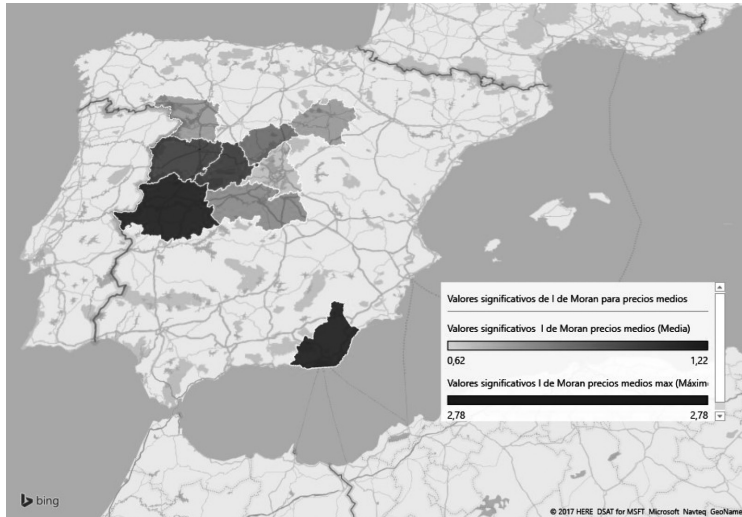 Valores significativos de I de Moran para precios medios
Valores significativos I de Moran precios medios (Media)
0,62 1,22
Valores significativos I de Moran precios medios max (Máxim
2,78 2,78
bing
© 2017 HERE DSAT for MSFT Microsoft Navteq GeoName